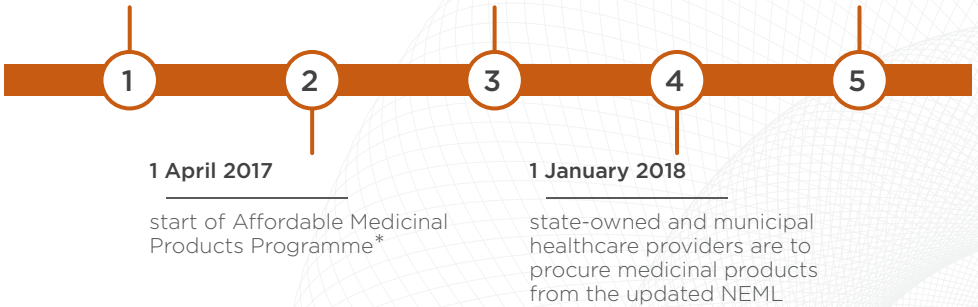 1
2
3
4
5
1 April 2017
start of Affordable Medicinal
Products Programme*
1 January 2018
state-owned and municipal
healthcare providers are to
procure medicinal products
from the updated NEML